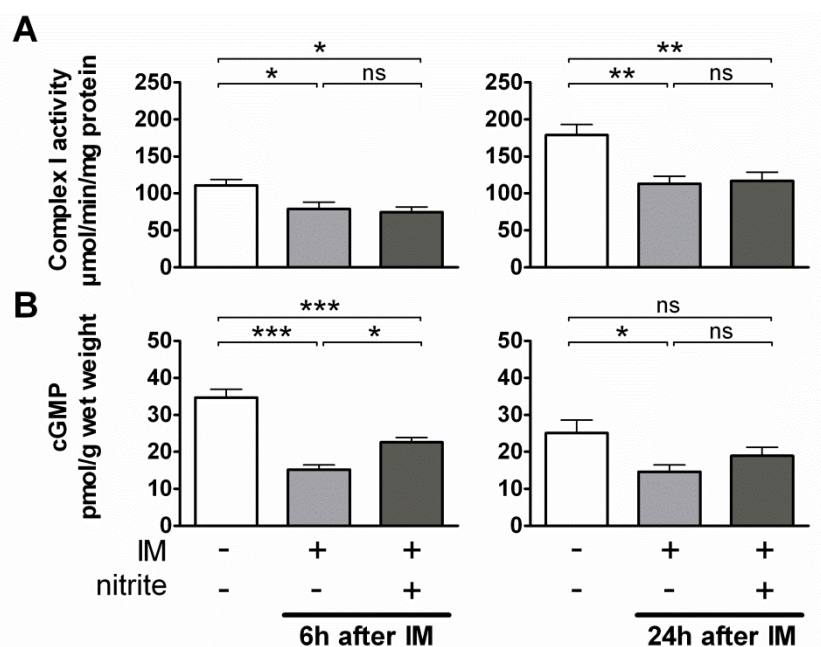 A
* **
* ns ** ns
Complex I activity
µmol/min/mg protein
250 250
200 200
150 150
100 100
50 50
0 0
B
*** ns
*** * * ns
cGMP
pmol/g wet weight
50 50
40 40
30 30
20 20
10 10
0 0
IM - + + - + +
nitrite - - + - - +
6h after IM 24h after IM